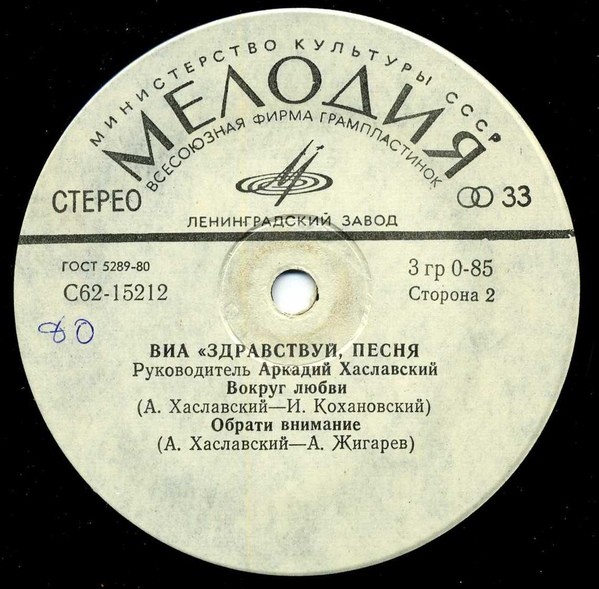 МИНИСТЕРСТВО КУЛЬТУРЫ СССР
МЕЛОДИЯ
ВСЕСОЮЗНАЯ ФИРМА ГРАМПЛАСТИНОК
СТЕРЕО
33
ЛЕНИНГРАДСКИЙ ЗАВОД
ГОСТ 5289-80
3 гр 0-85
С62-15212
Сторона 2
80
ВИА «ЗДРАВСТВУЙ, ПЕСНЯ
Руководитель Аркадий Хаславский
Вокруг любви
(А. Хаславский—И. Кохановский)
Обрати внимание
(А. Хаславский—А. Жигарев)